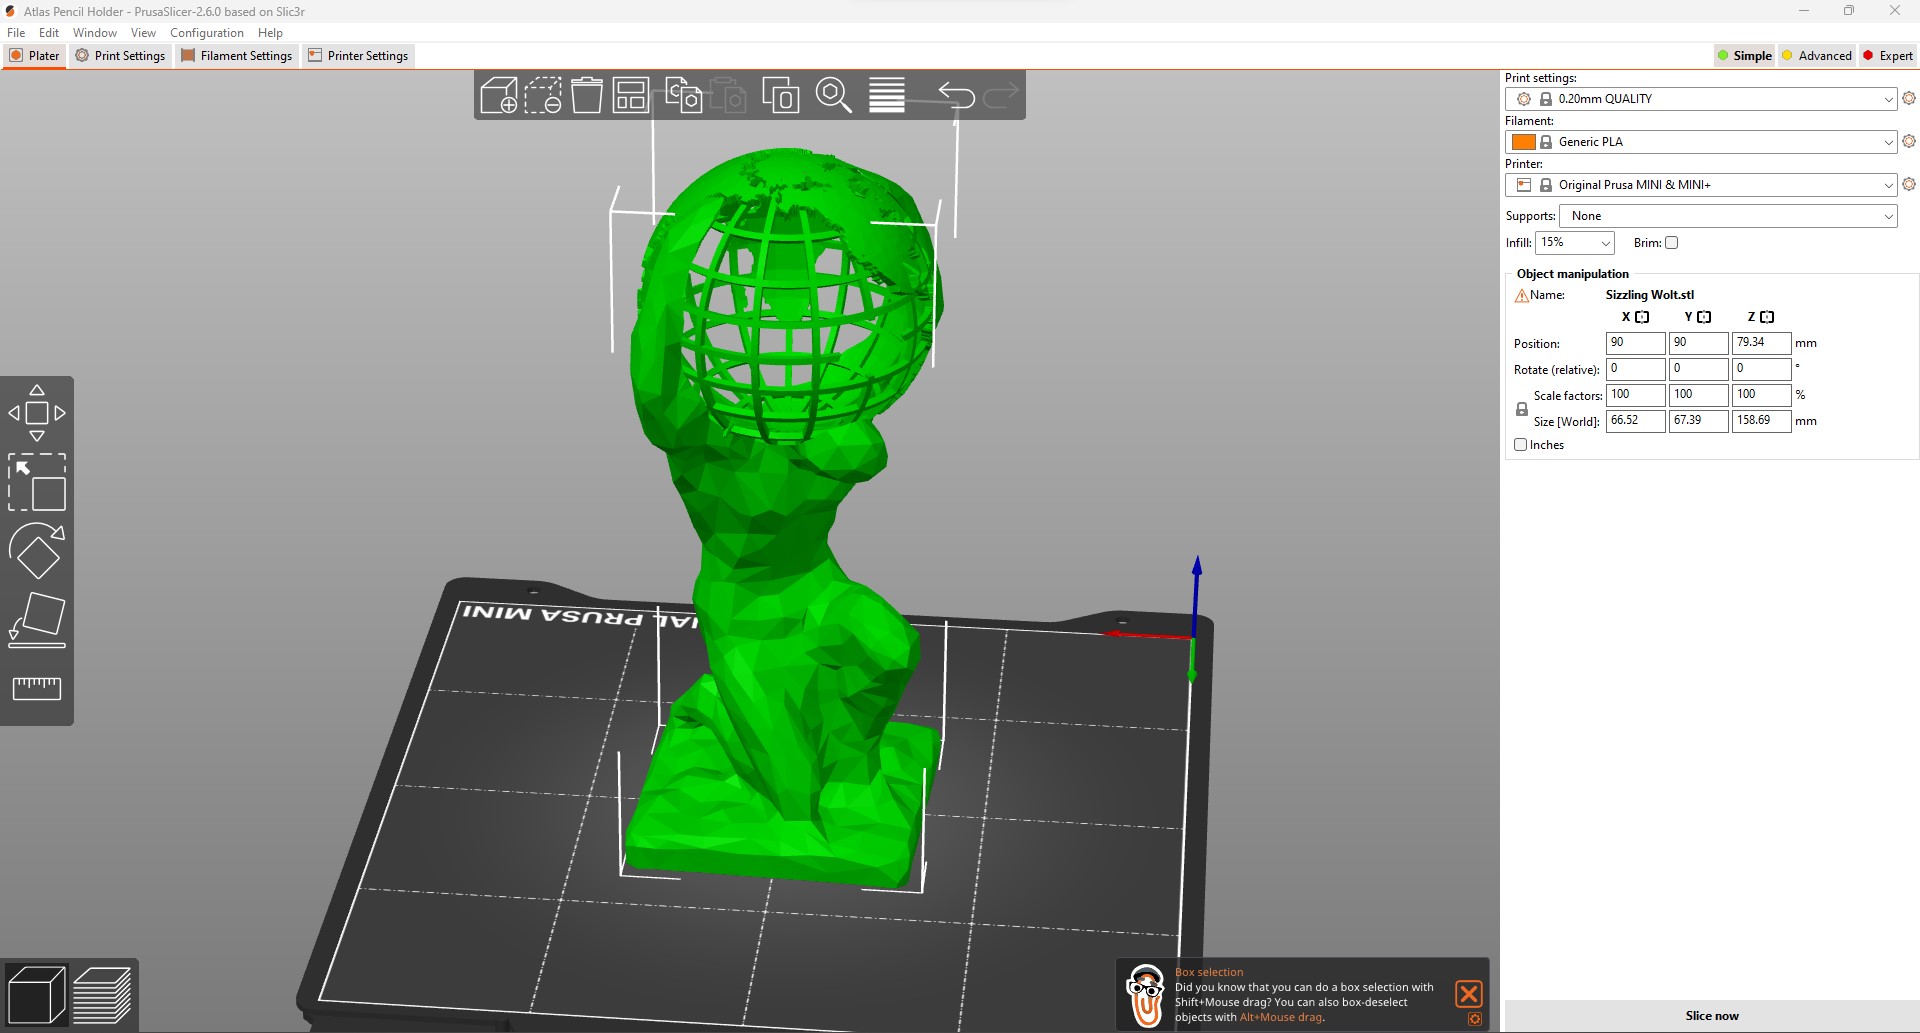 Atlas Pencil Holder - PrusaSlicer-2.6.0 based on Slic3r
File Edit Window View Configuration Help
Plater Print Settings Filament Settings Printer Settings Simple Advanced Expert
Print settings:
0.20mm QUALITY
Filament:
Generic PLA
Printer:
Original Prusa MINI & MINI+
Supports: None
Infill: 15% Brim:
Object manipulation
Name: Sizzling Wolt.stl
X Y Z
Position: 90 90 79.34 mm
Rotate (relative): 0 0 0 °
Scale factors: 100 100 100 %
Size [World]: 66.52 67.39 158.69 mm
Inches
IAL PRUSA MINI
Box selection
Did you know that you can do a box selection with
Shift+Mouse drag? You can also box-deselect
objects with Alt+Mouse drag.
Slice now